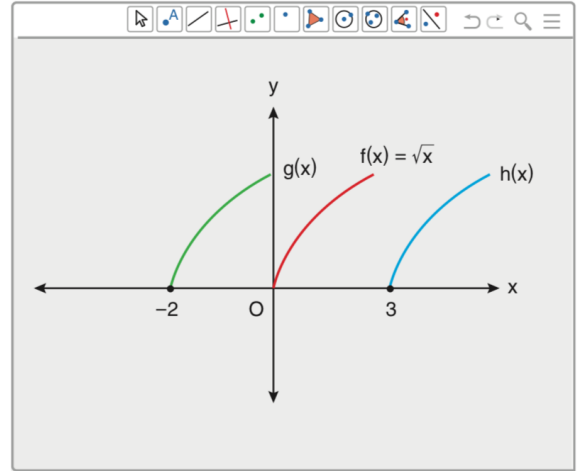 A
y
g(x)
f(x) = √x
h(x)
x
−2
O
3